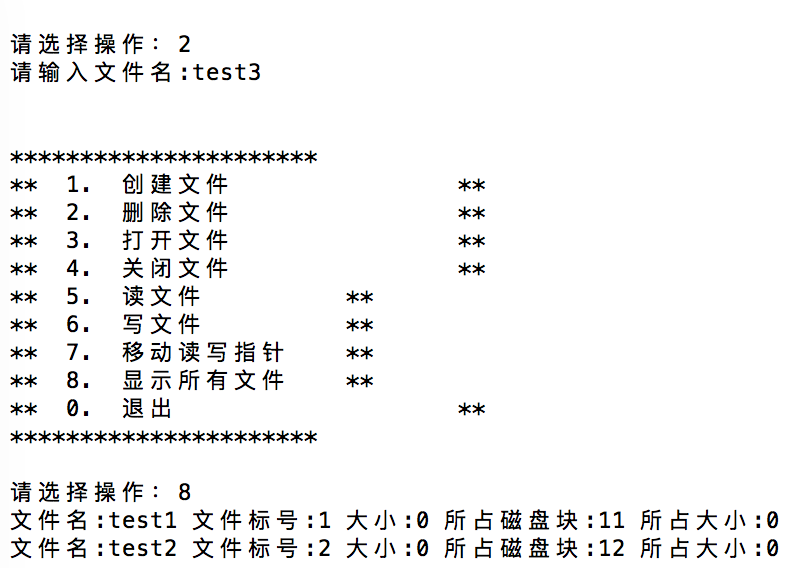 请选择操作: 2
请输入文件名:test3
**********************
**  1.  创建文件                **
**  2.  删除文件                **
**  3.  打开文件                **
**  4.  关闭文件                **
**  5.  读文件          **
**  6.  写文件          **
**  7.  移动读写指针    **
**  8.  显示所有文件    **
**  0.  退出                    **
**********************
请选择操作: 8
文件名:test1 文件标号:1 大小:0 所占磁盘块:11 所占大小:0
文件名:test2 文件标号:2 大小:0 所占磁盘块:12 所占大小:0